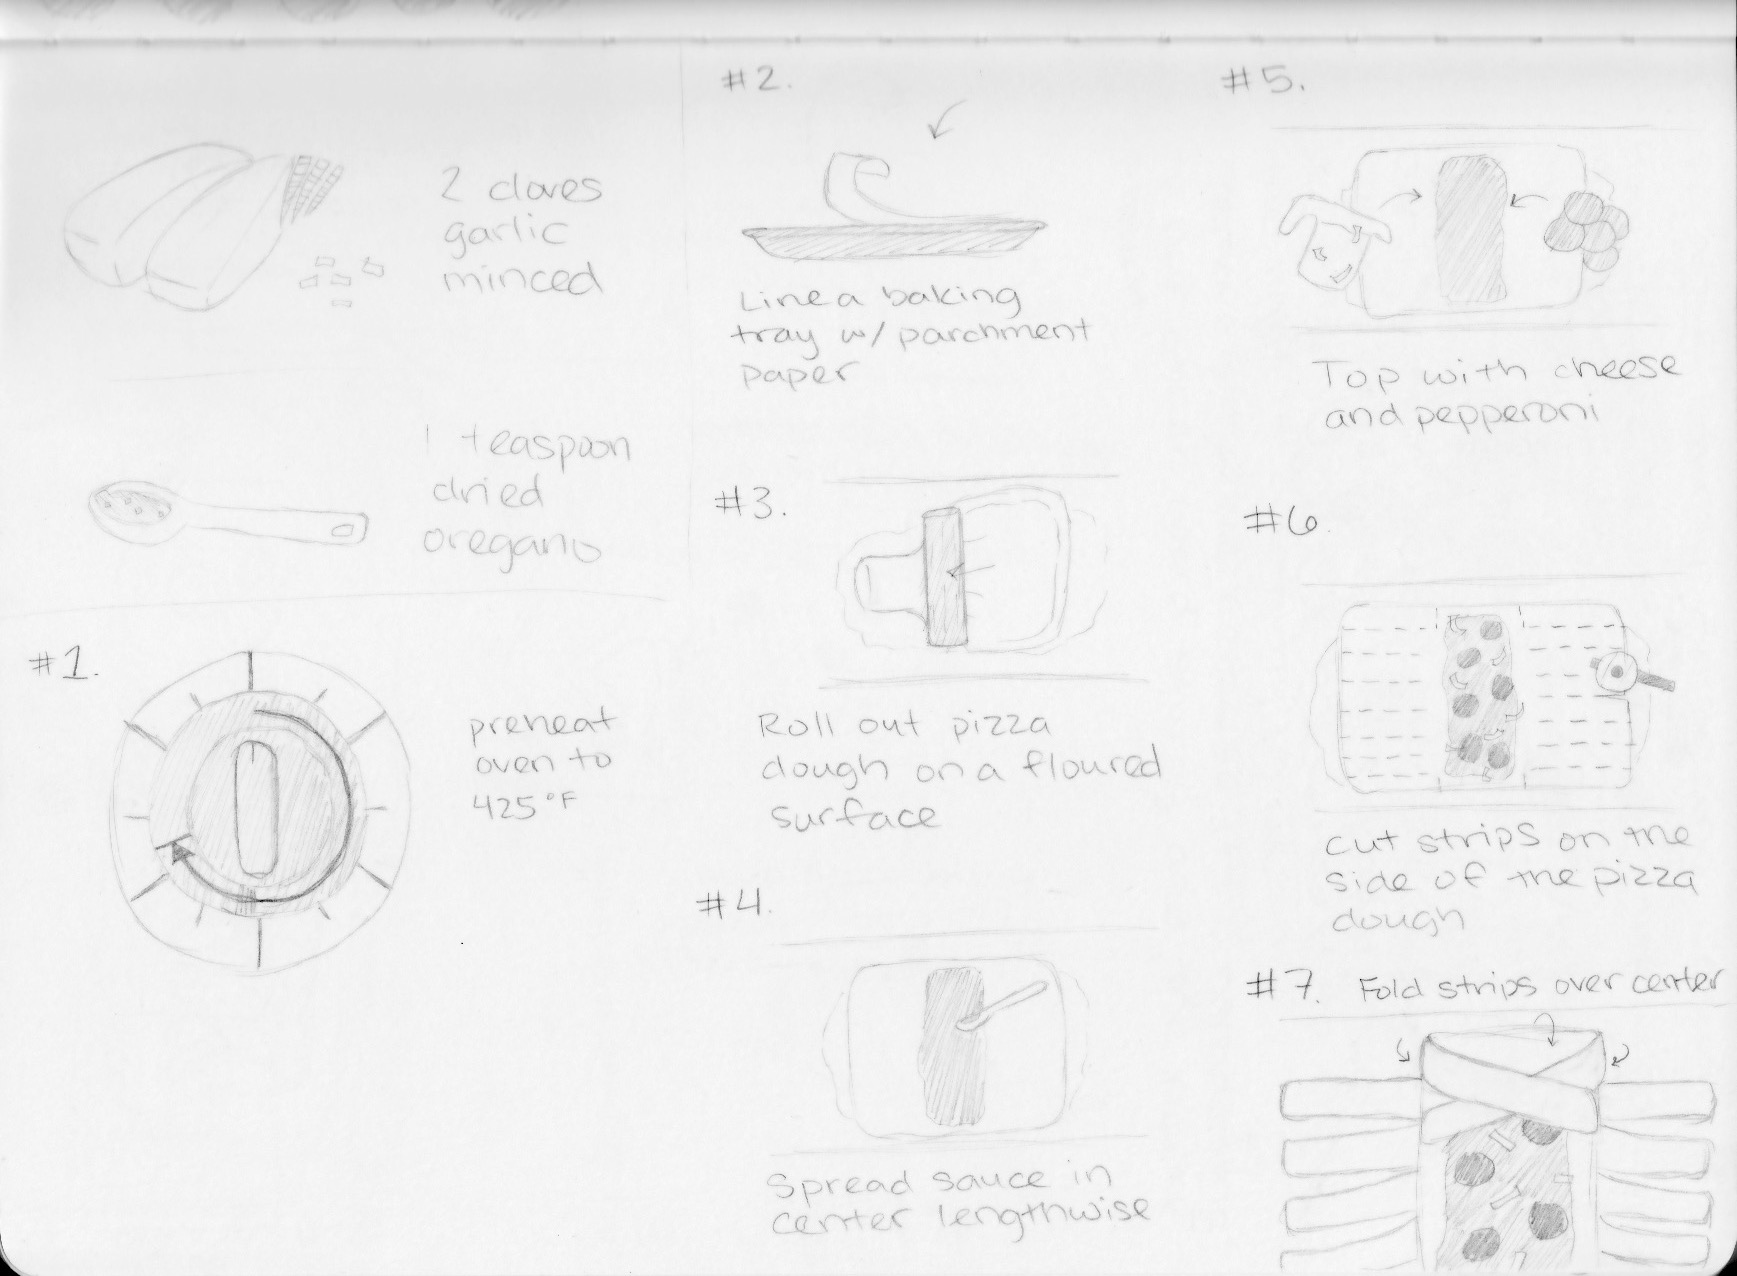 2 cloves
garlic
minced
1 teaspoon
dried
oregano
#1.
preheat
oven to
425°F
#2.
Line a baking
tray w/ parchment
paper
#3.
Roll out pizza
dough on a floured
surface
#4.
Spread sauce in
center lengthwise
#5.
Top with cheese
and pepperoni
#6.
cut strips on the
side of the pizza
dough
#7. Fold strips over center